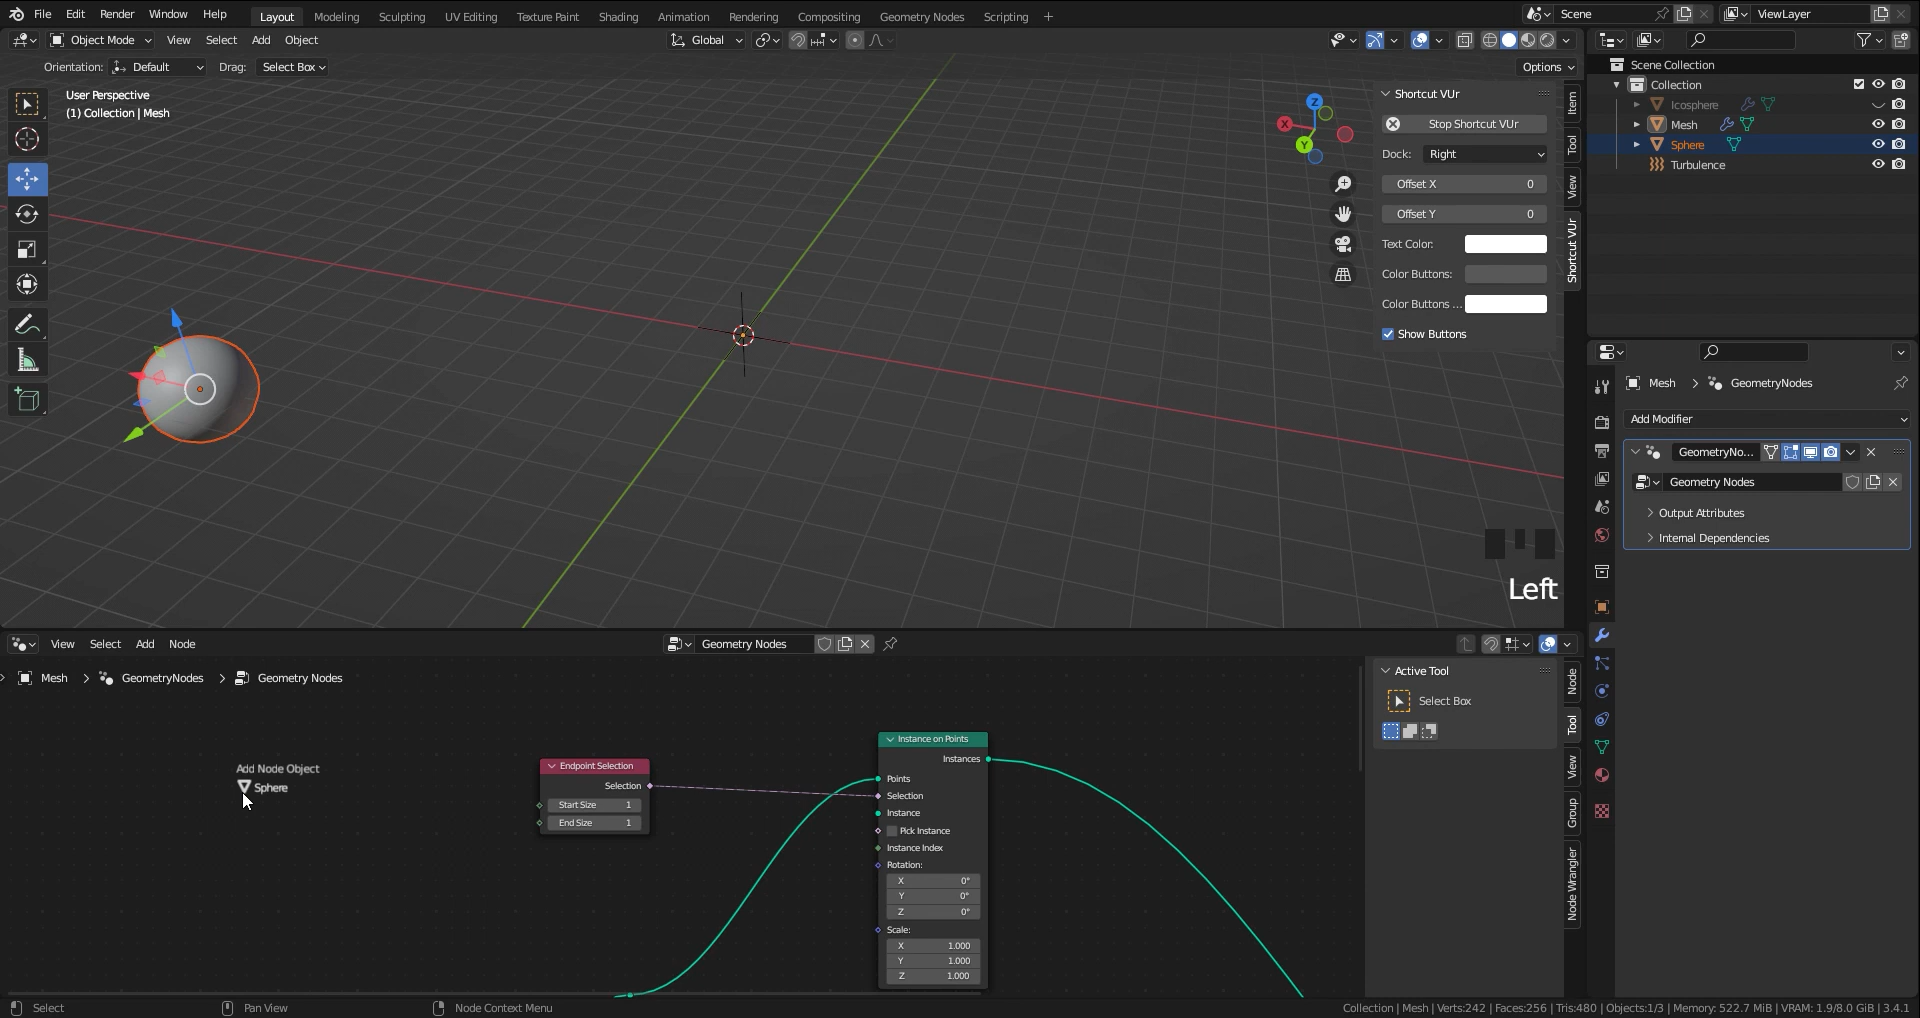 File Edit Render Window Help Layout Modeling Sculpting UV Editing Texture Paint Shading Animation Rendering Compositing Geometry Nodes Scripting + Scene ViewLayer
Object Mode View Select Add Object Global
Orientation: Default Drag: Select Box Options
User Perspective
(1) Collection | Mesh
X
Y
Z
Shortcut VUr
Stop Shortcut VUr
Dock: Right
Offset X 0
Offset Y 0
Text Color:
Color Buttons:
Color Buttons ...
Show Buttons
Item
Tool
View
Shortcut VUr
Left
Scene Collection
Collection
Icosphere
Mesh
Sphere
Turbulence
Mesh > GeometryNodes
Add Modifier
GeometryNo...
Geometry Nodes
Output Attributes
Internal Dependencies
View Select Add Node Geometry Nodes
Mesh > GeometryNodes > Geometry Nodes
Add Node Object
Sphere
Endpoint Selection
Selection
Start Size 1
End Size 1
Instance on Points
Instances
Points
Selection
Instance
Pick Instance
Instance Index
Rotation:
X 0°
Y 0°
Z 0°
Scale:
X 1.000
Y 1.000
Z 1.000
Active Tool
Select Box
Node
Tool
View
Group
Node Wrangler
Select Pan View Node Context Menu Collection | Mesh | Verts:242 | Faces:256 | Tris:480 | Objects:1/3 | Memory: 522.7 MiB | VRAM: 1.9/8.0 GiB | 3.4.1